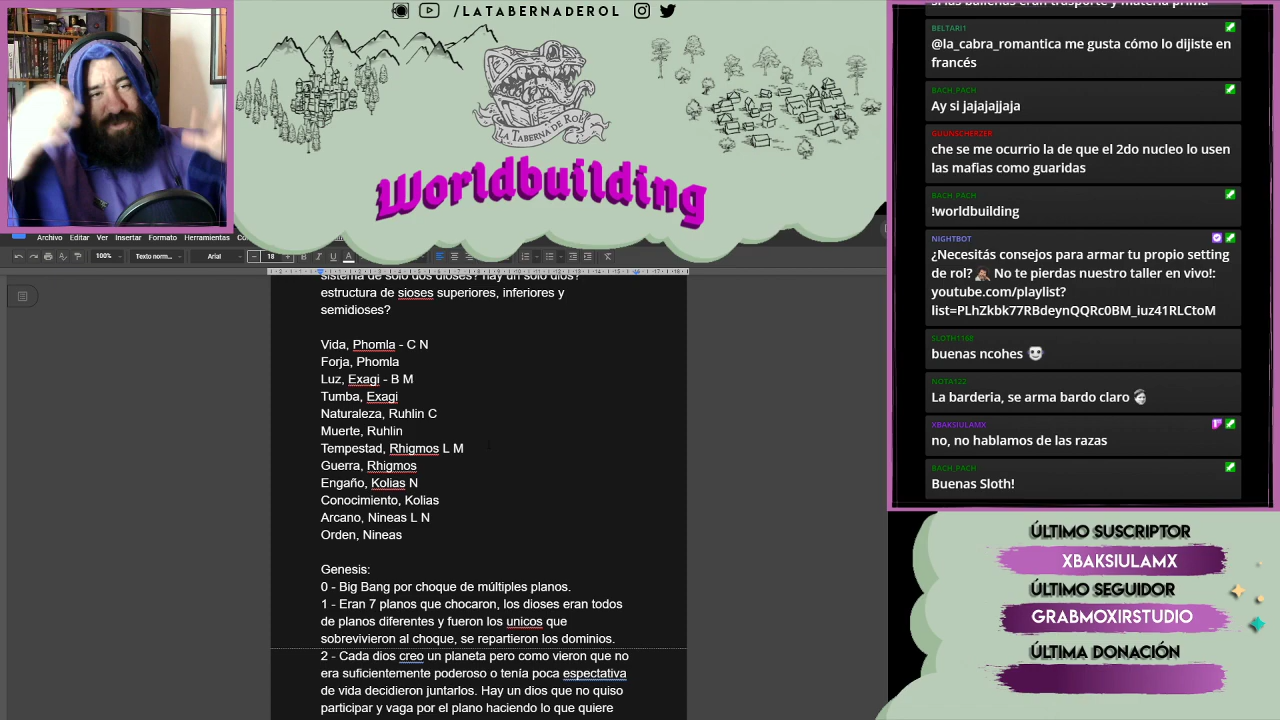 /LATABERNADEROL
LA TABERNA DE ROL
Worldbuilding
Archivo Editar Ver Insertar Formato Herramientas
100% Texto norm... Arial 18 B I U A
sistema de solo dos dioses? Hay un solo dios?
estructura de sioses superiores, inferiores y
semidioses?
Vida, Phomla - C N
Forja, Phomla
Luz, Exagi - B M
Tumba, Exagi
Naturaleza, Ruhlin C
Muerte, Ruhlin
Tempestad, Rhigmos L M
Guerra, Rhigmos
Engaño, Kolias N
Conocimiento, Kolias
Arcano, Nineas L N
Orden, Nineas
Genesis:
0 - Big Bang por choque de múltiples planos.
1 - Eran 7 planos que chocaron, los dioses eran todos
de planos diferentes y fueron los unicos que
sobrevivieron al choque, se repartieron los dominios.
2 - Cada dios creo un planeta pero como vieron que no
era suficientemente poderoso o tenía poca espectativa
de vida decidieron juntarlos. Hay un dios que no quiso
participar y vaga por el plano haciendo lo que quiere
si las ballenas eran trasporte y materia prima
BELTARI1
@la_cabra_romantica me gusta cómo lo dijiste en
francés
BACH_PACH
Ay si jajajajjaja
GUUNSCHERZER
che se me ocurrio la de que el 2do nucleo lo usen
las mafias como guaridas
BACH_PACH
!worldbuilding
NIGHTBOT
¿Necesitás consejos para armar tu propio setting
de rol? No te pierdas nuestro taller en vivo!:
youtube.com/playlist?
list=PLhZkbk77RBdeynQQRc0BM_iuz41RLCtoM
SLOTH1168
buenas ncohes
NOTA122
La barderia, se arma bardo claro
XBAKSIULAMX
no, no hablamos de las razas
BACH_PACH
Buenas Sloth!
ÚLTIMO SUSCRIPTOR
XBAKSIULAMX
ÚLTIMO SEGUIDOR
GRABMOXIRSTUDIO
ÚLTIMA DONACIÓN